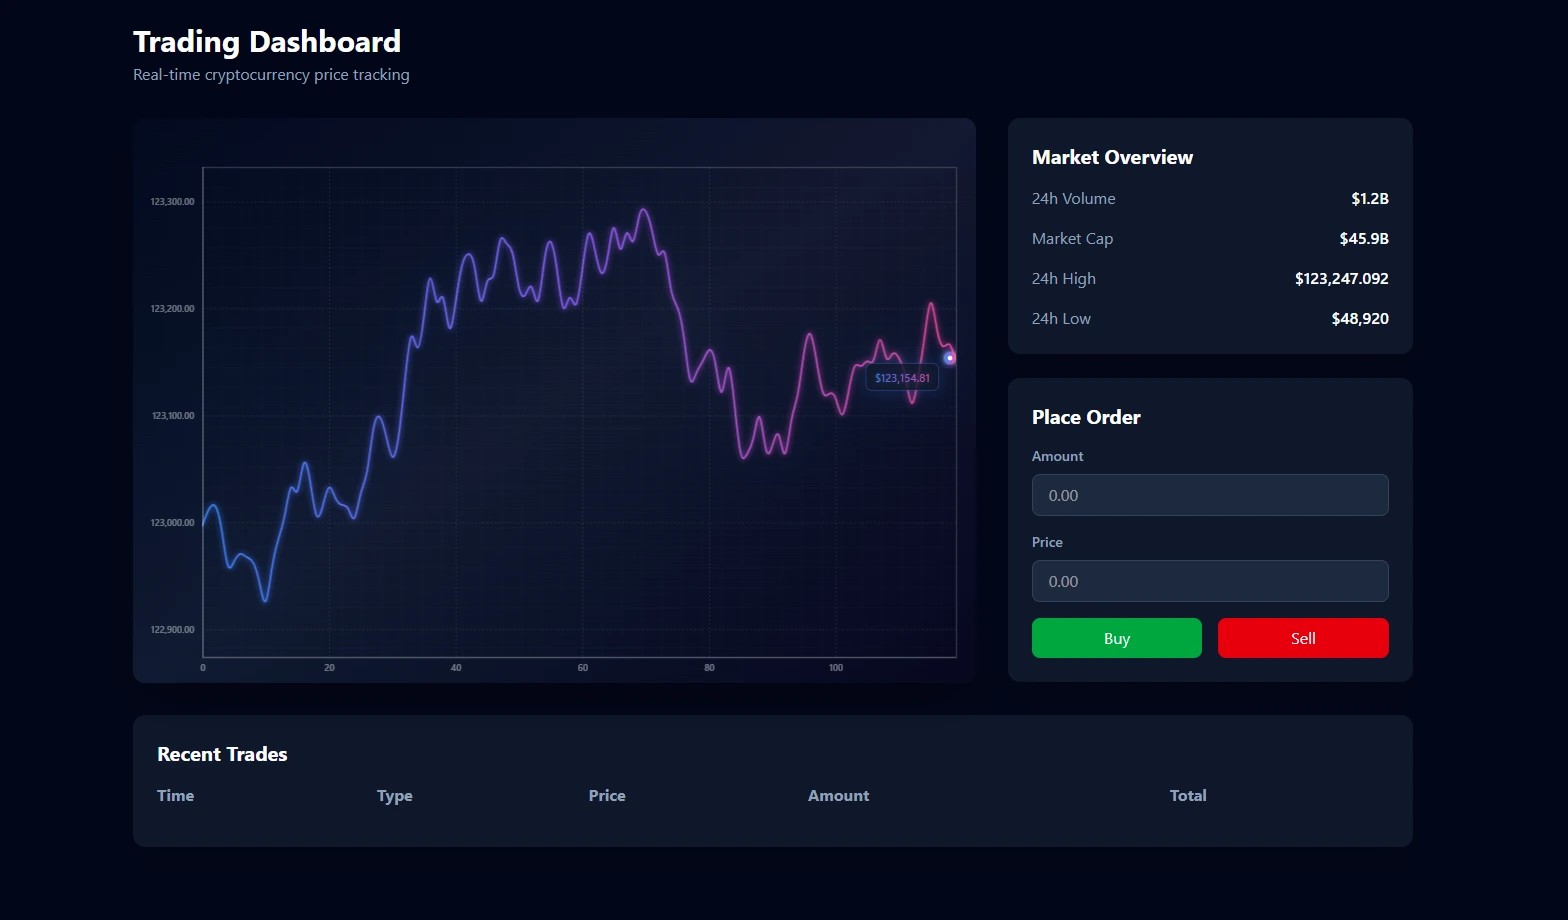 Trading Dashboard
Real-time cryptocurrency price tracking
123,300.00
123,200.00
123,100.00
123,000.00
122,900.00
0 20 40 60 80 100
$123,154.81
Market Overview
24h Volume $1.2B
Market Cap $45.9B
24h High $123,247.092
24h Low $48,920
Place Order
Amount
0.00
Price
0.00
Buy Sell
Recent Trades
Time Type Price Amount Total